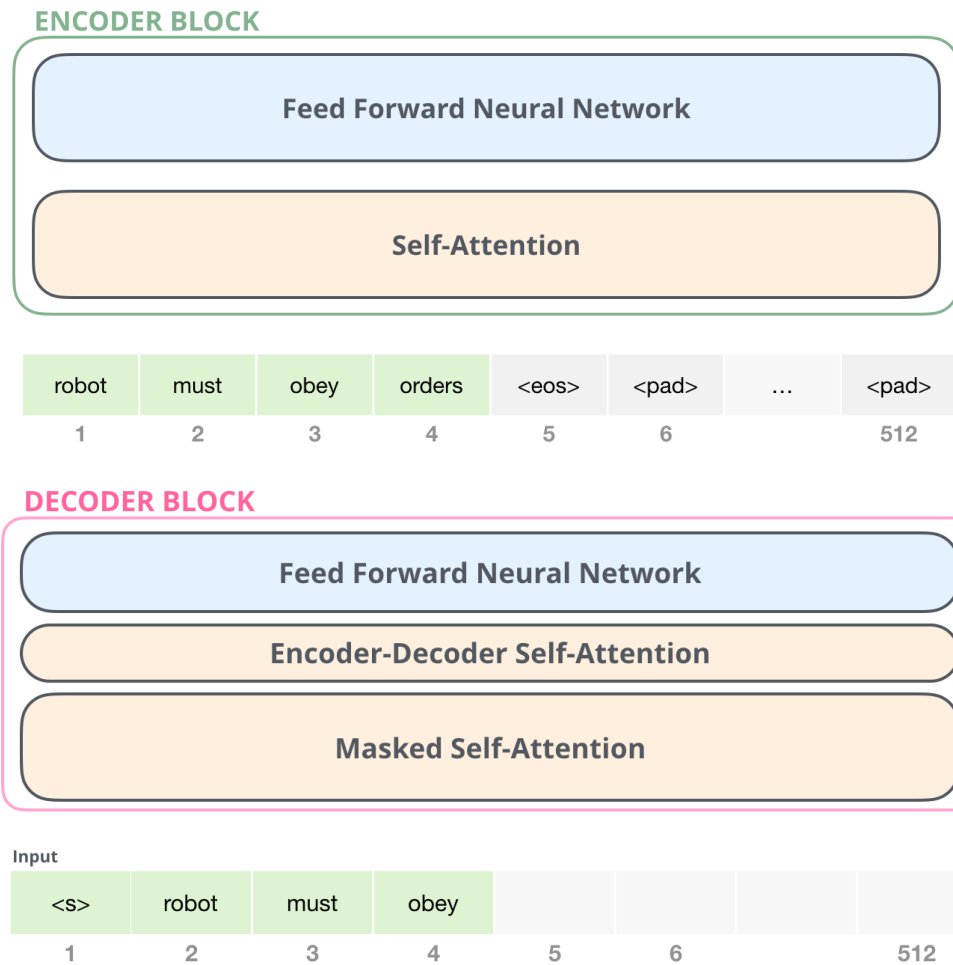 ENCODER BLOCK
Feed Forward Neural Network
Self-Attention
robot must obey orders <eos> <pad> … <pad>
1 2 3 4 5 6 512
DECODER BLOCK
Feed Forward Neural Network
Encoder-Decoder Self-Attention
Masked Self-Attention
Input
<s> robot must obey
1 2 3 4 5 6 512